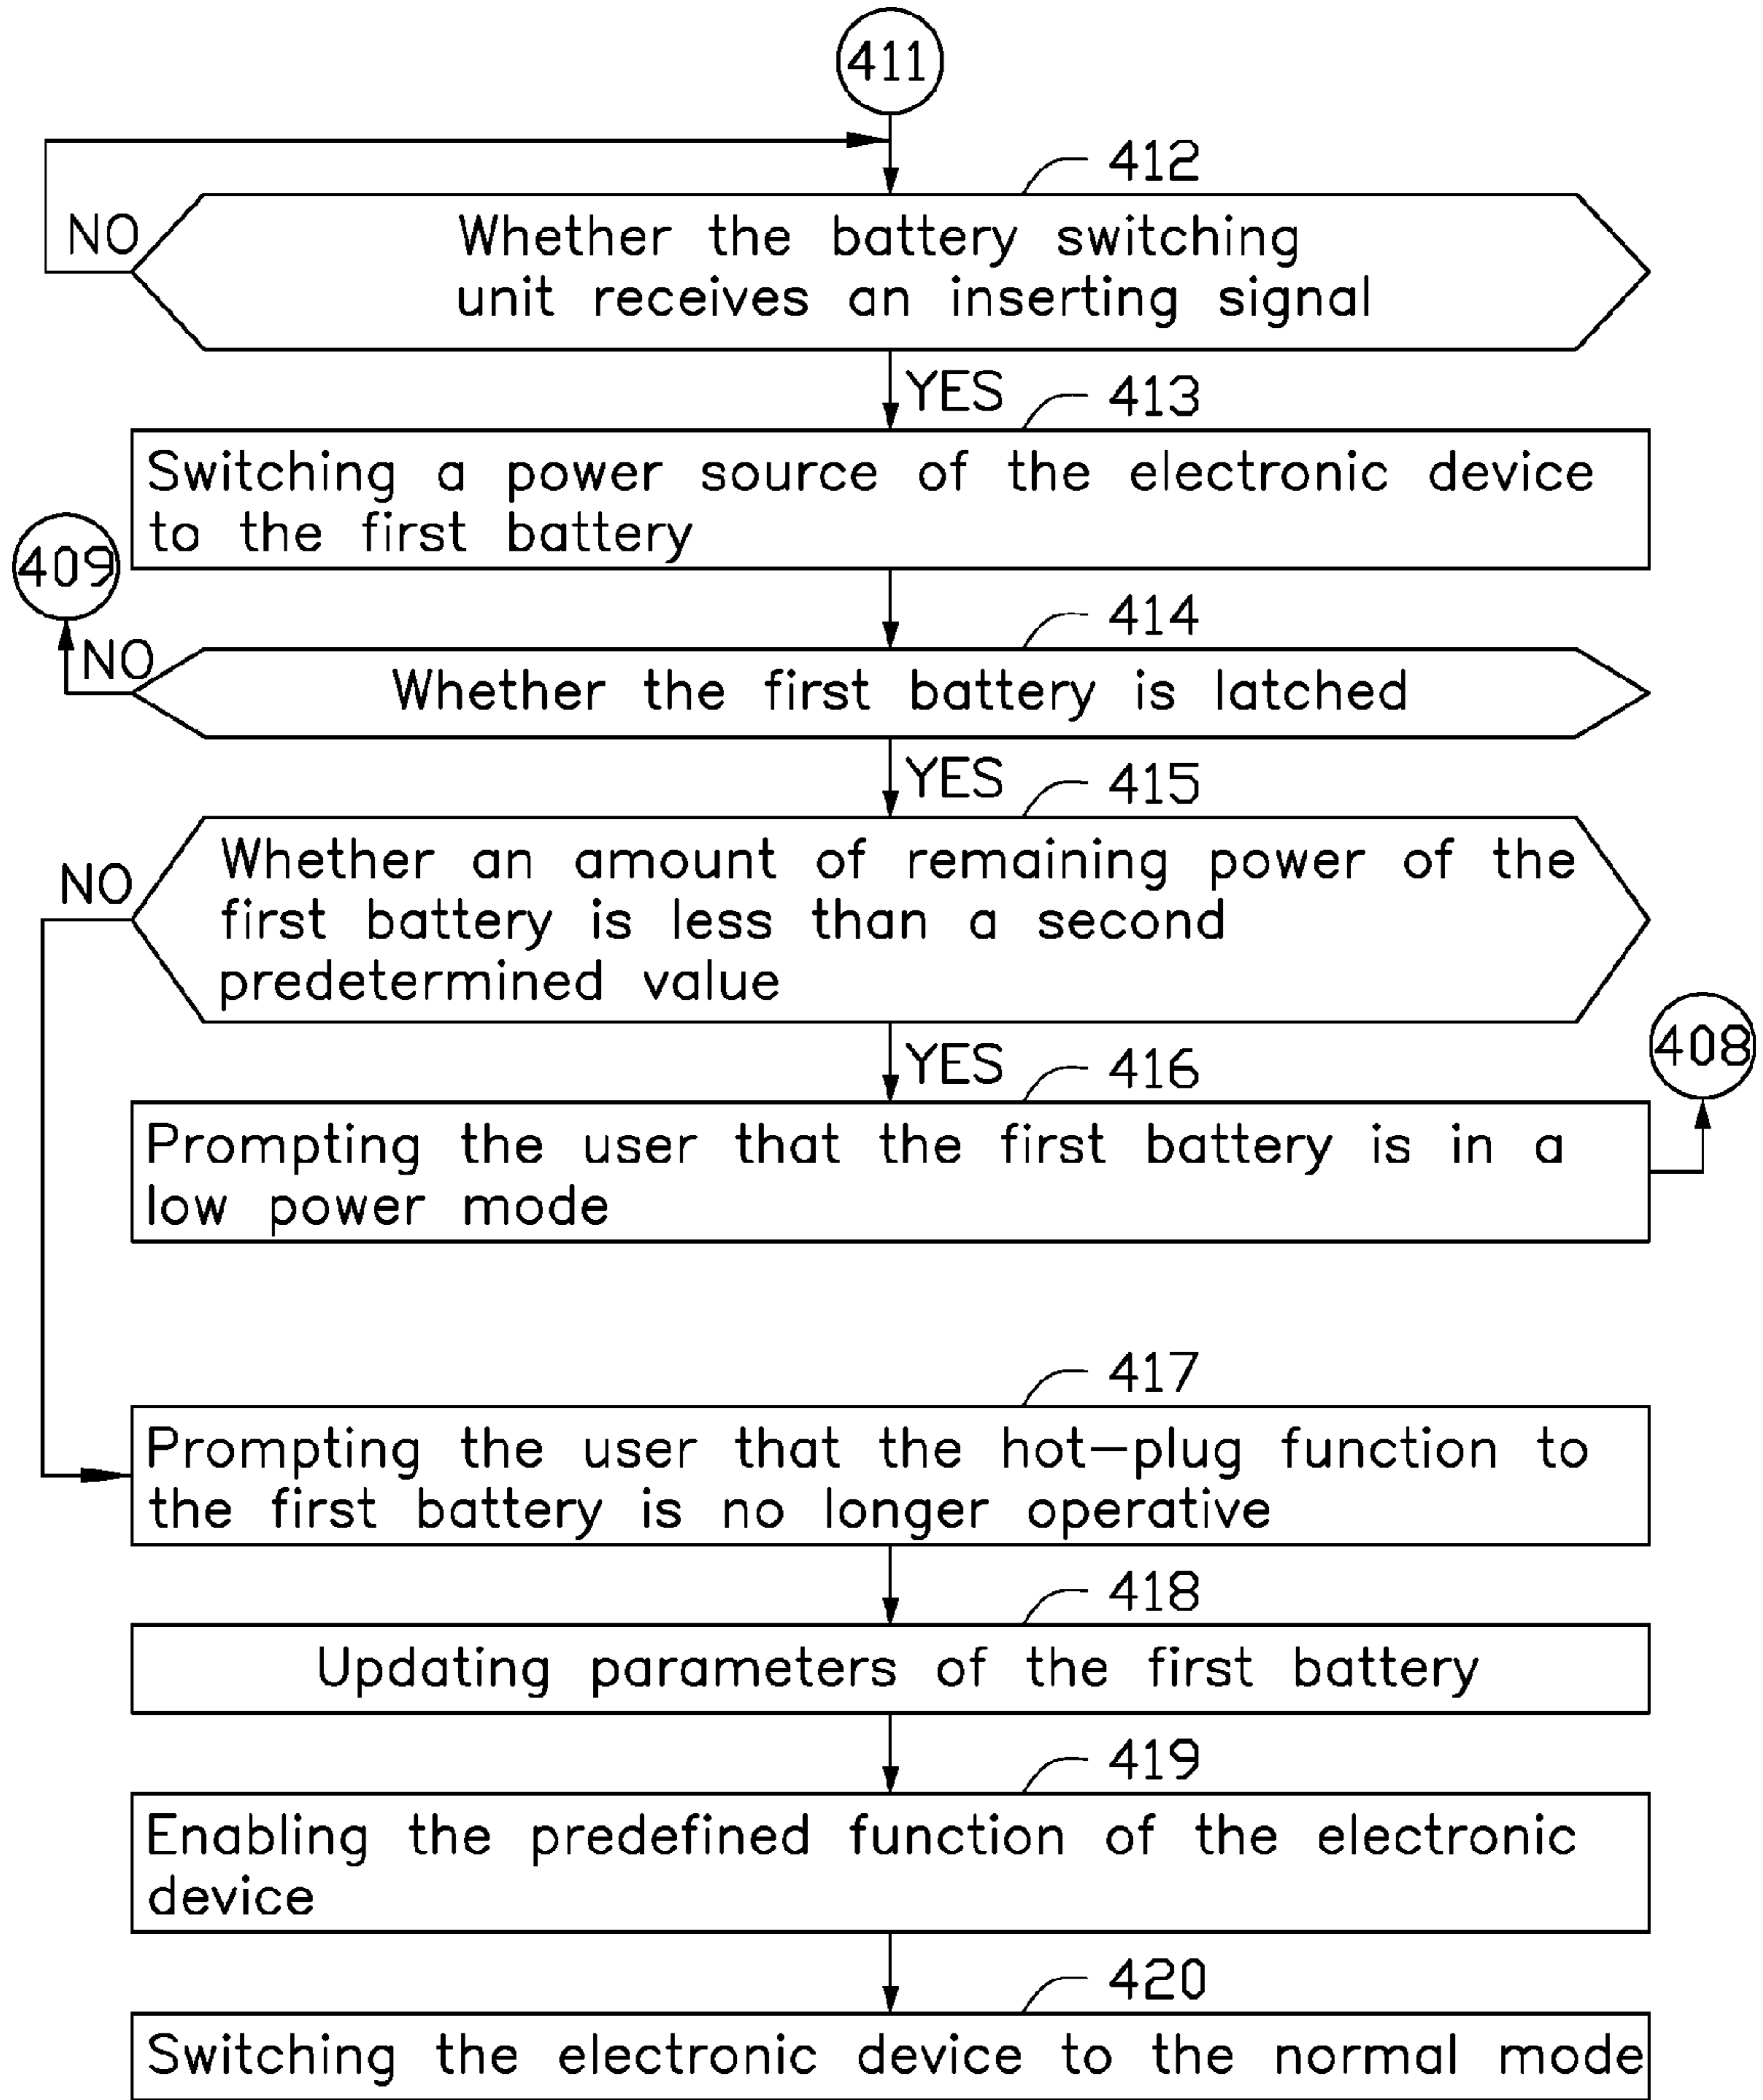 411
412
NO
Whether the battery switching
unit receives an inserting signal
YES
413
Switching a power source of the electronic device
to the first battery
409
414
NO
Whether the first battery is latched
YES
415
NO
Whether an amount of remaining power of the
first battery is less than a second
predetermined value
408
YES
416
Prompting the user that the first battery is in a
low power mode
417
Prompting the user that the hot-plug function to
the first battery is no longer operative
418
Updating parameters of the first battery
419
Enabling the predefined function of the electronic
device
420
Switching the electronic device to the normal mode